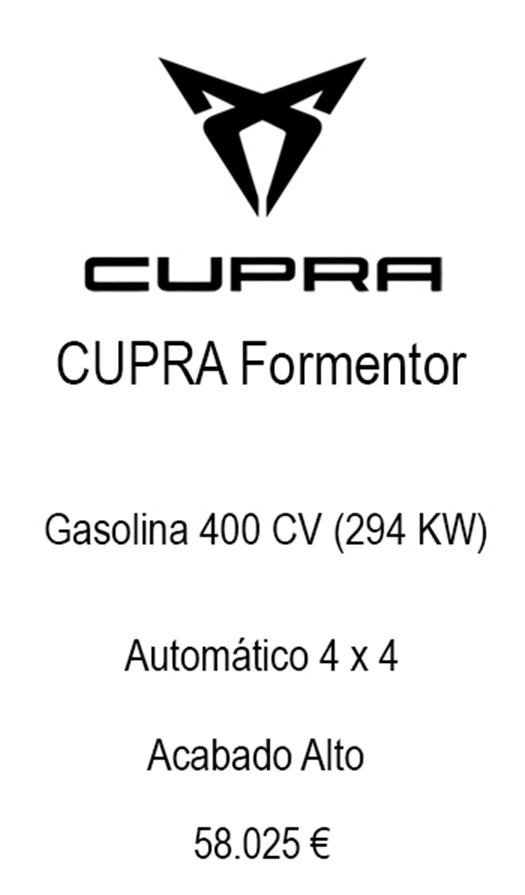 CUPRA
CUPRA Formentor
Gasolina 400 CV (294 KW)
Automático 4 x 4
Acabado Alto
58.025 €